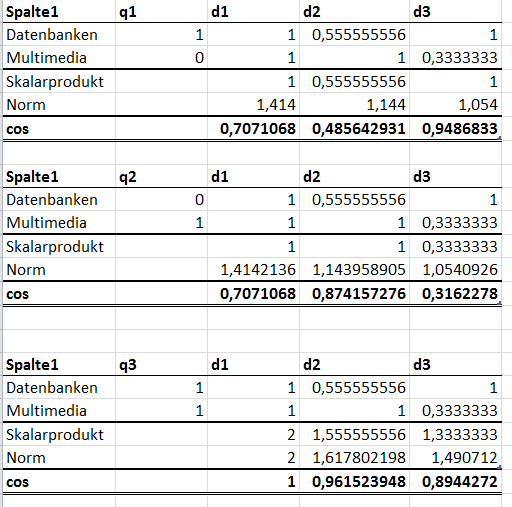 Spalte1 q1 d1 d2 d3
Datenbanken 1 1 0,555555556 1
Multimedia 0 1 1 0,3333333
Skalarprodukt 1 0,555555556 1
Norm 1,414 1,144 1,054
cos 0,7071068 0,485642931 0,9486833
Spalte1 q2 d1 d2 d3
Datenbanken 0 1 0,555555556 1
Multimedia 1 1 1 0,3333333
Skalarprodukt 1 1 0,3333333
Norm 1,4142136 1,143958905 1,0540926
cos 0,7071068 0,874157276 0,3162278
Spalte1 q3 d1 d2 d3
Datenbanken 1 1 0,555555556 1
Multimedia 1 1 1 0,3333333
Skalarprodukt 2 1,555555556 1,3333333
Norm 2 1,617802198 1,490712
cos 1 0,961523948 0,8944272